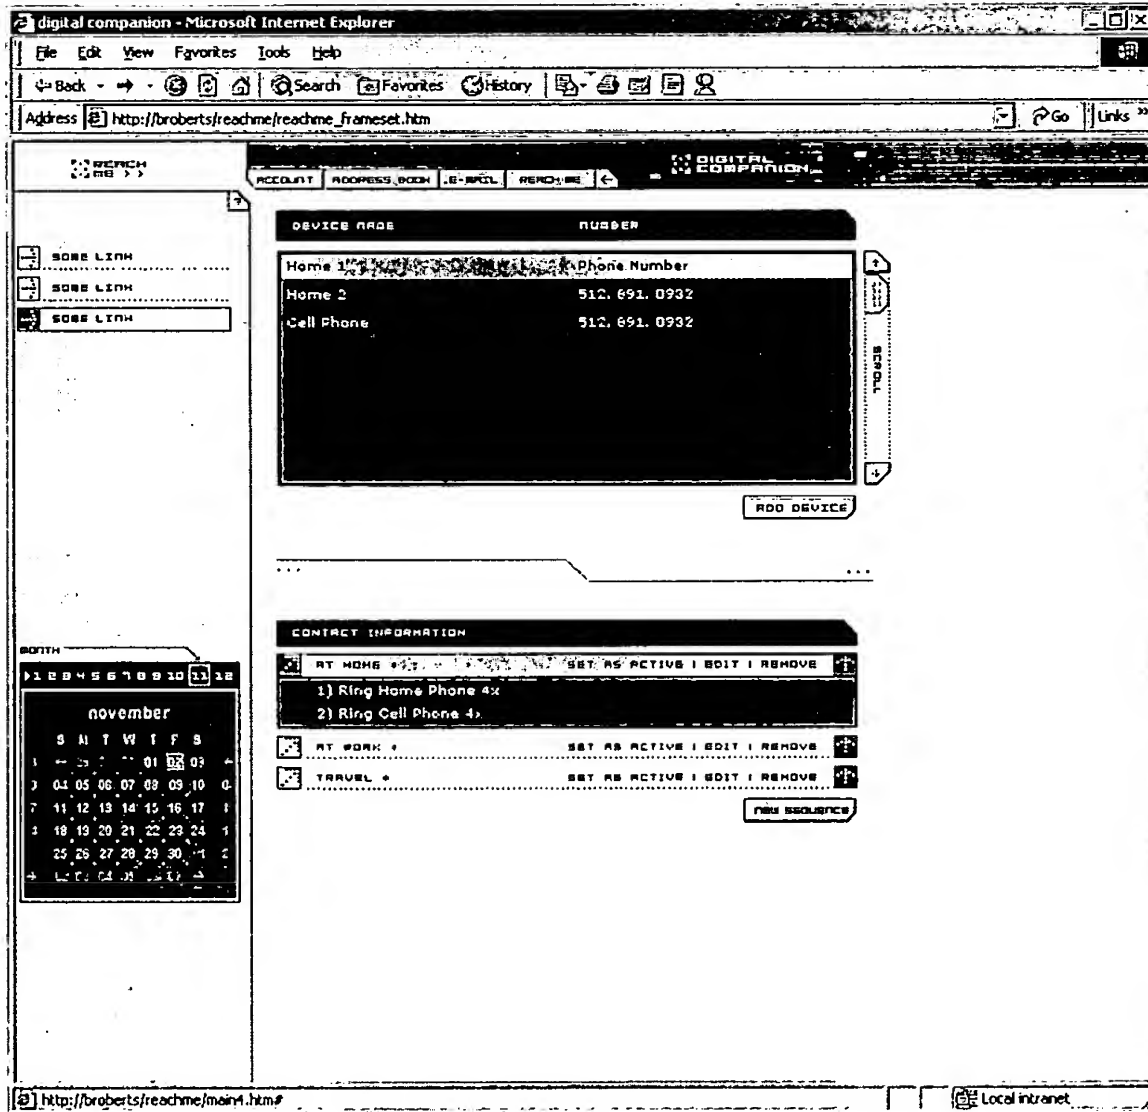 digital companion - Microsoft Internet Explorer
File Edit View Favorites Tools Help
Back Search Favorites History
Address http://broberts/reachme/reachme_frameset.htm Go Links »
REACH ME >>
DIGITAL COMPANION
ACCOUNT ADDRESS BOOK E-MAIL REACH ME
SOME LINK
SOME LINK
SOME LINK
DEVICE NAME NUMBER
Home 1 Phone Number
Home 2 512. 691. 0932
Cell Phone 512. 691. 0932
SCROLL
ADD DEVICE
CONTACT INFORMATION
AT HOME SET AS ACTIVE | EDIT | REMOVE
1) Ring Home Phone 4x
2) Ring Cell Phone 4x
AT WORK SET AS ACTIVE | EDIT | REMOVE
TRAVEL SET AS ACTIVE | EDIT | REMOVE
NEW SEQUENCE
MONTH
1 2 3 4 5 6 7 8 9 10 11 12
november
S M T W T F S
01 02 03
04 05 06 07 08 09 10
11 12 13 14 15 16 17
18 19 20 21 22 23 24
25 26 27 28 29 30
http://broberts/reachme/main4.htm# Local intranet